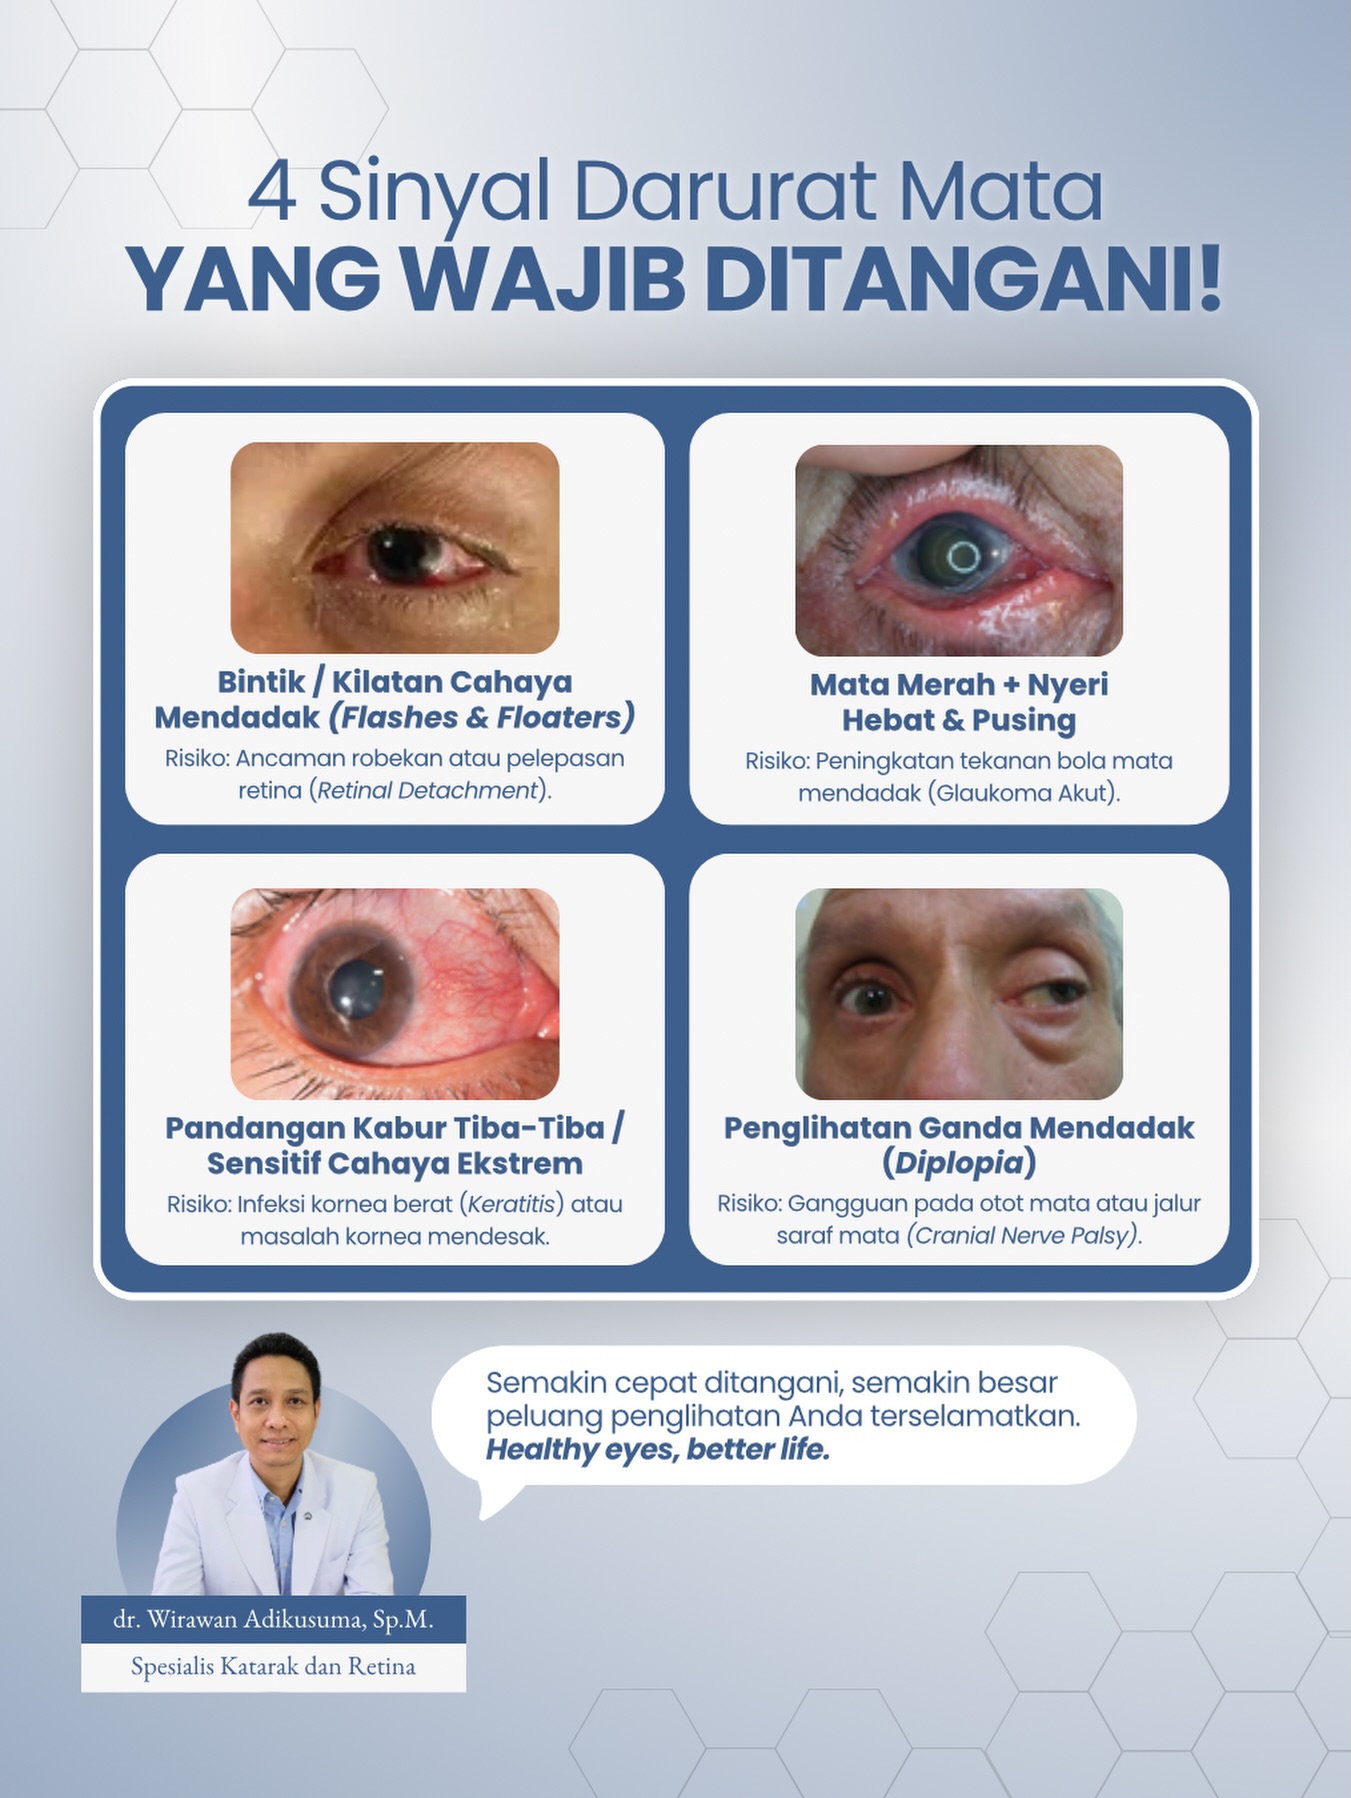 4 Sinyal Darurat Mata
YANG WAJIB DITANGANI!
Bintik / Kilatan Cahaya
Mendadak (Flashes & Floaters)
Risiko: Ancaman robekan atau pelepasan
retina (Retinal Detachment).
Mata Merah + Nyeri
Hebat & Pusing
Risiko: Peningkatan tekanan bola mata
mendadak (Glaukoma Akut).
Pandangan Kabur Tiba-Tiba /
Sensitif Cahaya Ekstrem
Risiko: Infeksi kornea berat (Keratitis) atau
masalah kornea mendesak.
Penglihatan Ganda Mendadak
(Diplopia)
Risiko: Gangguan pada otot mata atau jalur
saraf mata (Cranial Nerve Palsy).
Semakin cepat ditangani, semakin besar
peluang penglihatan Anda terselamatkan.
Healthy eyes, better life.
dr. Wirawan Adikusuma, Sp.M.
Spesialis Katarak dan Retina